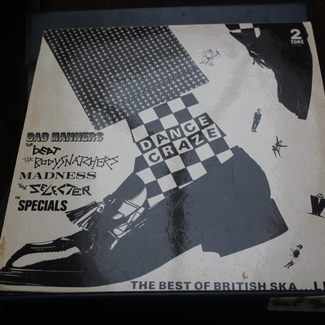 2
TONE
DANCE
CRAZE
BAD MANNERS
THE BEAT
THE BODYSNATCHERS
MADNESS
THE SELECTER
THE SPECIALS
THE BEST OF BRITISH SKA...LI